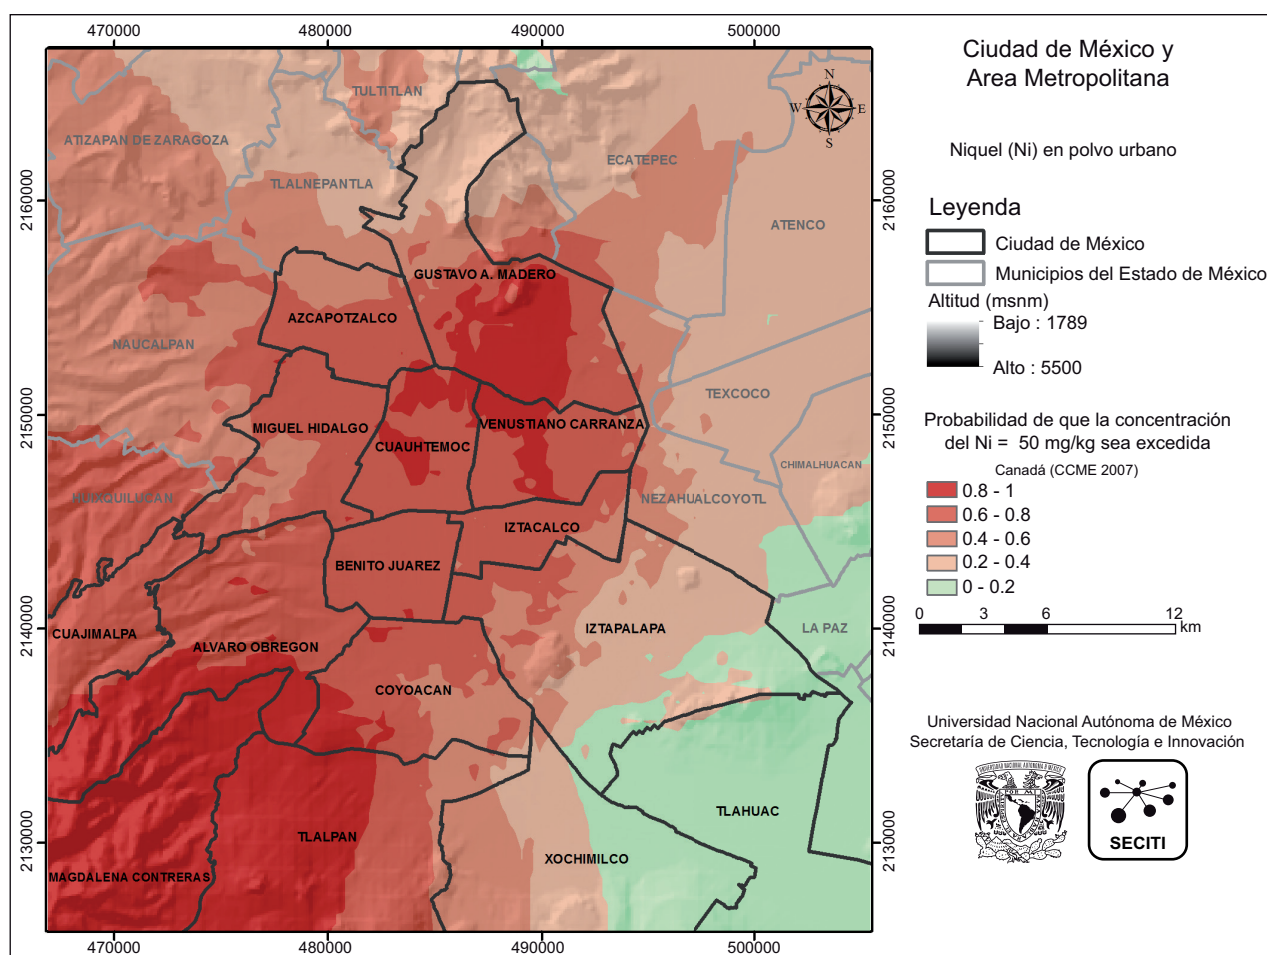 470000
480000
490000
500000
Ciudad de México y
Area Metropolitana
Niquel (Ni) en polvo urbano
Leyenda
Ciudad de México
Municipios del Estado de México
Altitud (msnm)
Bajo : 1789
Alto : 5500
Probabilidad de que la concentración
del Ni = 50 mg/kg sea excedida
Canadá (CCME 2007)
0.8 - 1
0.6 - 0.8
0.4 - 0.6
0.2 - 0.4
0 - 0.2
0 3 6 12
km
Universidad Nacional Autónoma de México
Secretaría de Ciencia, Tecnología e Innovación
SECITI
N
W E
S
2160000
2150000
2140000
2130000
2160000
2150000
2140000
2130000
TULTITLAN
ATIZAPAN DE ZARAGOZA
ECATEPEC
TLALNEPANTLA
ATENCO
GUSTAVO A. MADERO
AZCAPOTZALCO
NAUCALPAN
TEXCOCO
MIGUEL HIDALGO
VENUSTIANO CARRANZA
CUAUHTEMOC
CHIMALHUACAN
HUIXQUILUCAN
NEZAHUALCOYOTL
IZTACALCO
BENITO JUAREZ
CUAJIMALPA
IZTAPALAPA
LA PAZ
ALVARO OBREGON
COYOACAN
TLAHUAC
TLALPAN
XOCHIMILCO
MAGDALENA CONTRERAS
470000
480000
490000
500000